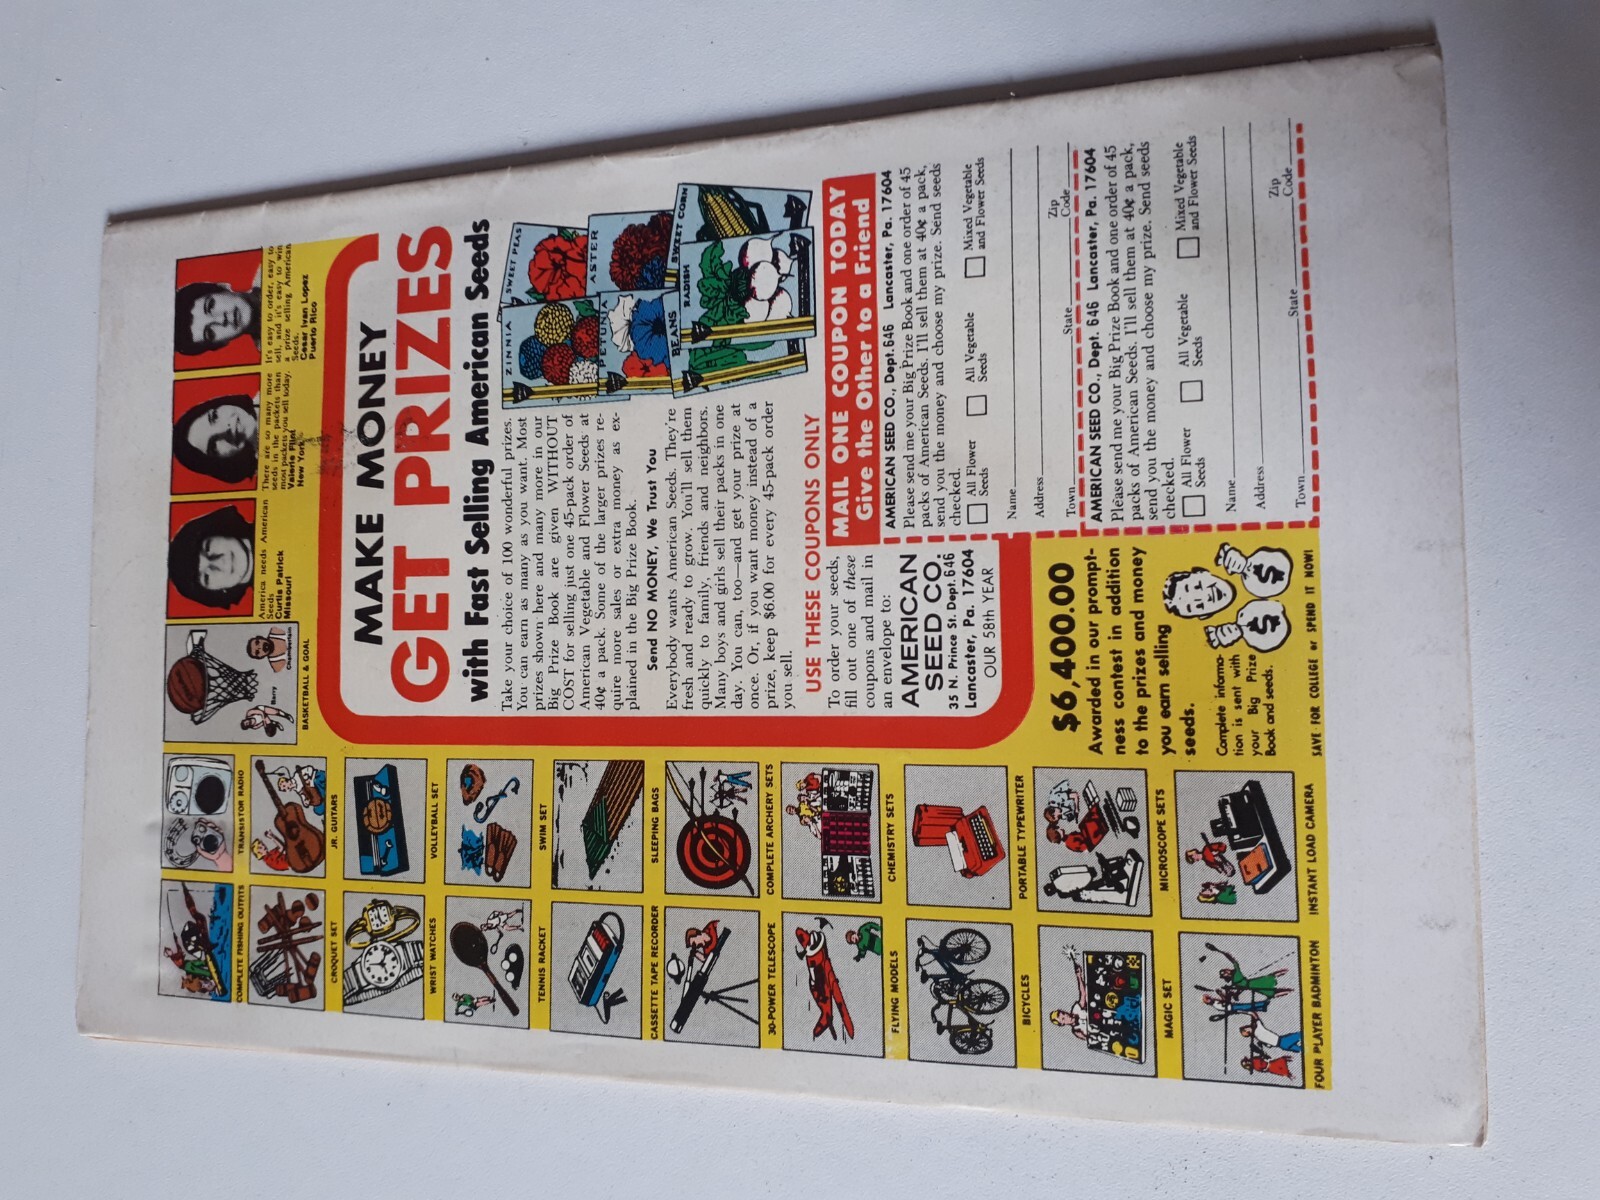 COMPLETE FISHING OUTFITS
TRANSISTOR RADIO
Barry
Chamberlain
BASKETBALL & GOAL
America needs American
Seeds
Curtis Patrick
Missouri
There are so many more
seeds in the packets than
most packets you sell today.
Valerie Flint
New York
It's easy to order, easy to
sell, and it's easy to win
a prize selling American
Seeds.
Cesar Ivan Lopez
Puerto Rico
CROQUET SET
JR. GUITARS
WRIST WATCHES
VOLLEYBALL SET
TENNIS RACKET
SWIM SET
CASSETTE TAPE RECORDER
SLEEPING BAGS
30-POWER TELESCOPE
COMPLETE ARCHERY SETS
FLYING MODELS
CHEMISTRY SETS
BICYCLES
PORTABLE TYPEWRITER
MAGIC SET
MICROSCOPE SETS
FOUR PLAYER BADMINTON
INSTANT LOAD CAMERA
MAKE MONEY
GET PRIZES
with Fast Selling American Seeds
Take your choice of 100 wonderful prizes.
You can earn as many as you want. Most
prizes shown here and many more in our
Big Prize Book are given WITHOUT
COST for selling just one 45-pack order of
American Vegetable and Flower Seeds at
40¢ a pack. Some of the larger prizes re-
quire more sales or extra money as ex-
plained in the Big Prize Book.
Send NO MONEY, We Trust You
Everybody wants American Seeds. They're
fresh and ready to grow. You'll sell them
quickly to family, friends and neighbors.
Many boys and girls sell their packs in one
day. You can, too—and get your prize at
once. Or, if you want money instead of a
prize, keep $6.00 for every 45-pack order
you sell.
ZINNIA
SWEET PEAS
PETUNIA
ASTER
BEANS
RADISH
SWEET CORN
USE THESE COUPONS ONLY
To order your seeds,
fill out one of these
coupons and mail in
an envelope to:
AMERICAN
SEED CO.
35 N. Prince St. Dept. 646
Lancaster, Pa. 17604
OUR 58th YEAR
MAIL ONE COUPON TODAY
Give the Other to a Friend
AMERICAN SEED CO., Dept. 646 Lancaster, Pa. 17604
Please send me your Big Prize Book and one order of 45
packs of American Seeds. I'll sell them at 40¢ a pack,
send you the money and choose my prize. Send seeds
checked.
All Flower Seeds
All Vegetable Seeds
Mixed Vegetable and Flower Seeds
Name
Address
Town State Zip Code
AMERICAN SEED CO., Dept. 646 Lancaster, Pa. 17604
Please send me your Big Prize Book and one order of 45
packs of American Seeds. I'll sell them at 40¢ a pack,
send you the money and choose my prize. Send seeds
checked.
All Flower Seeds
All Vegetable Seeds
Mixed Vegetable and Flower Seeds
Name
Address
Town State Zip Code
$6,400.00
Awarded in our prompt-
ness contest in addition
to the prizes and money
you earn selling
seeds.
Complete informa-
tion is sent with
your Big Prize
Book and seeds.
$
$
SAVE FOR COLLEGE or SPEND IT NOW!